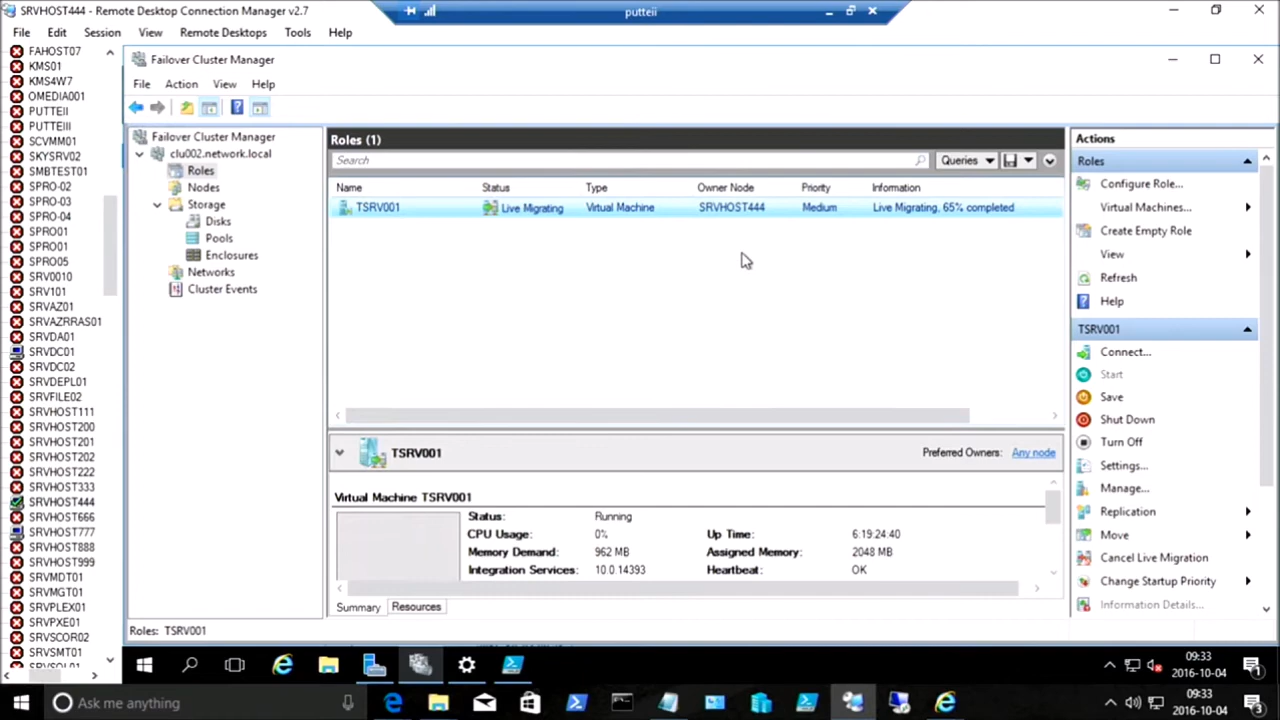 SRVHOST444 - Remote Desktop Connection Manager v2.7
putteii
File Edit Session View Remote Desktops Tools Help
FAHOST07
KMS01
KMS4W7
OMEDIA001
PUTTEII
PUTTEIII
SCVMM01
SKYSRV02
SMBTEST01
SPRO-02
SPRO-03
SPRO-04
SPRO01
SPRO01
SPRO05
SRV0010
SRV101
SRVAZ01
SRVAZRRAS01
SRVDA01
SRVDC01
SRVDC02
SRVDEPL01
SRVFILE02
SRVHOST111
SRVHOST200
SRVHOST201
SRVHOST202
SRVHOST222
SRVHOST333
SRVHOST444
SRVHOST666
SRVHOST777
SRVHOST888
SRVHOST999
SRVMDT01
SRVMGT01
SRVPLEX01
SRVPXE01
SRVSCOR02
SRVSMT01
SRVSQL01
Failover Cluster Manager
File Action View Help
Failover Cluster Manager
clu002.network.local
Roles
Nodes
Storage
Disks
Pools
Enclosures
Networks
Cluster Events
Roles (1)
Search
Queries
Name Status Type Owner Node Priority Information
TSRV001 Live Migrating Virtual Machine SRVHOST444 Medium Live Migrating, 65% completed
TSRV001
Preferred Owners: Any node
Virtual Machine TSRV001
Status: Running
CPU Usage: 0% Up Time: 6:19:24:40
Memory Demand: 962 MB Assigned Memory: 2048 MB
Integration Services: 10.0.14393 Heartbeat: OK
Summary Resources
Actions
Roles
Configure Role...
Virtual Machines...
Create Empty Role
View
Refresh
Help
TSRV001
Connect...
Start
Save
Shut Down
Turn Off
Settings...
Manage...
Replication
Move
Cancel Live Migration
Change Startup Priority
Information Details...
Roles: TSRV001
09:33
2016-10-04
1
Ask me anything
09:33
2016-10-04
3